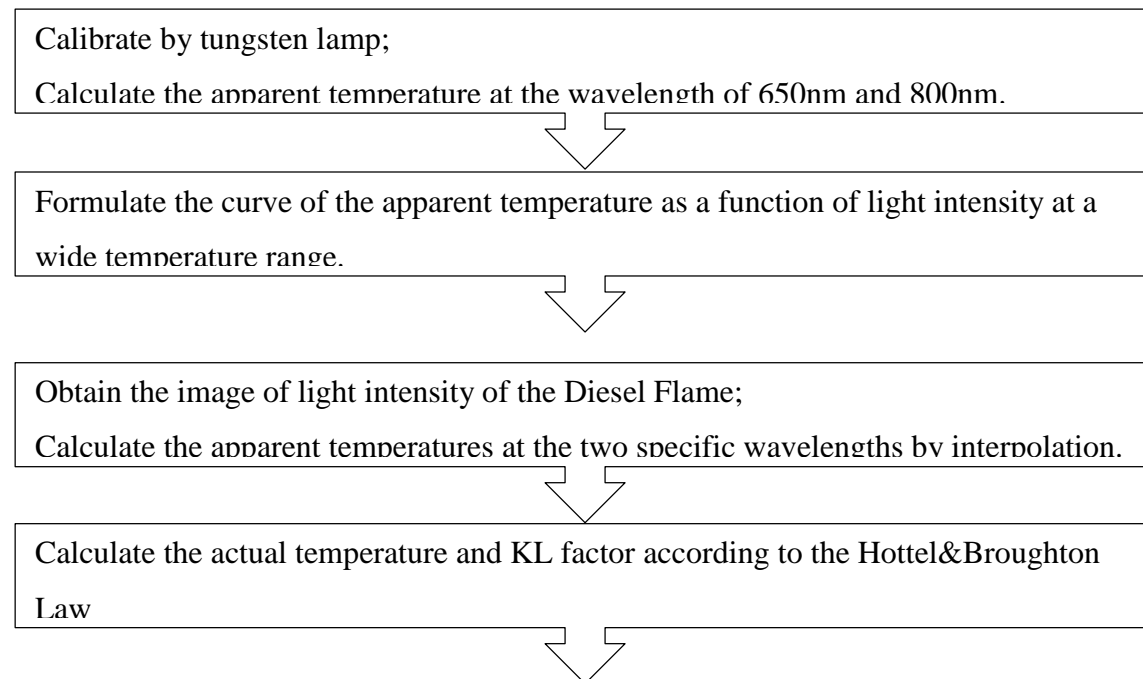 Calibrate by tungsten lamp;
Calculate the apparent temperature at the wavelength of 650nm and 800nm.
Formulate the curve of the apparent temperature as a function of light intensity at a
wide temperature range.
Obtain the image of light intensity of the Diesel Flame;
Calculate the apparent temperatures at the two specific wavelengths by interpolation.
Calculate the actual temperature and KL factor according to the Hottel&Broughton
Law